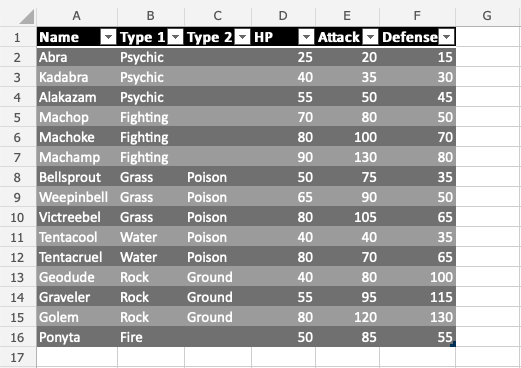 A B C D E F G
1 Name Type 1 Type 2 HP Attack Defense
2 Abra Psychic 25 20 15
3 Kadabra Psychic 40 35 30
4 Alakazam Psychic 55 50 45
5 Machop Fighting 70 80 50
6 Machoke Fighting 80 100 70
7 Machamp Fighting 90 130 80
8 Bellsprout Grass Poison 50 75 35
9 Weepinbell Grass Poison 65 90 50
10 Victreebel Grass Poison 80 105 65
11 Tentacool Water Poison 40 40 35
12 Tentacruel Water Poison 80 70 65
13 Geodude Rock Ground 40 80 100
14 Graveler Rock Ground 55 95 115
15 Golem Rock Ground 80 120 130
16 Ponyta Fire 50 85 55
17